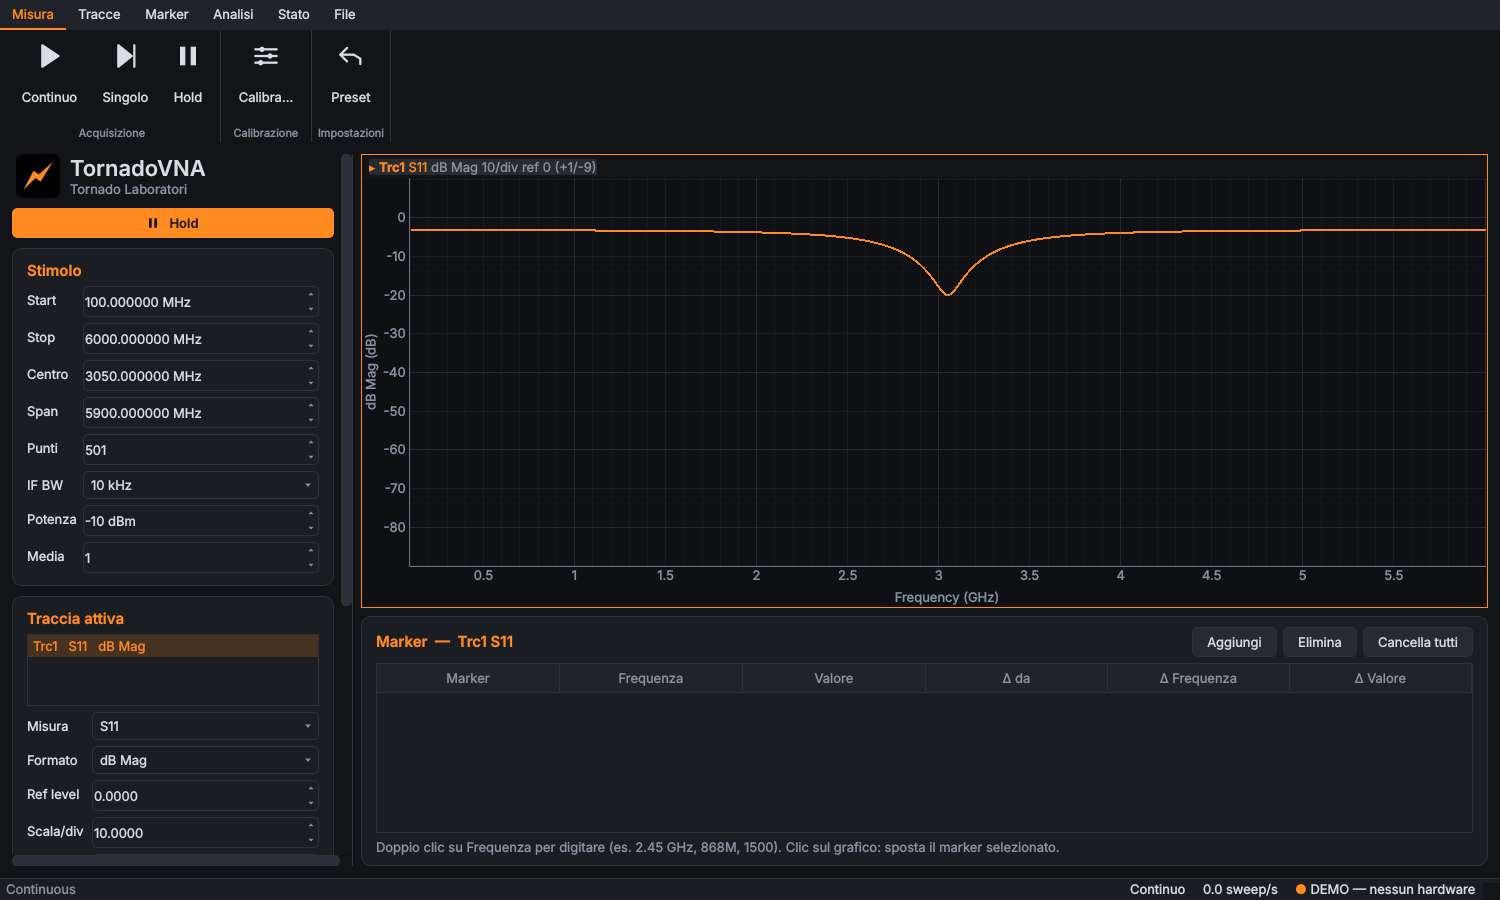 Misura Tracce Marker Analisi Stato File
Continuo Singolo Hold Calibra... Preset
Acquisizione Calibrazione Impostazioni
TornadoVNA
Tornado Laboratori
Hold
Stimolo
Start 100.000000 MHz
Stop 6000.000000 MHz
Centro 3050.000000 MHz
Span 5900.000000 MHz
Punti 501
IF BW 10 kHz
Potenza -10 dBm
Media 1
Traccia attiva
Trc1 S11 dB Mag
Misura S11
Formato dB Mag
Ref level 0.0000
Scala/div 10.0000
Trc1 S11 dB Mag 10/div ref 0 (+1/-9)
0
-10
-20
-30
-40
-50
-60
-70
-80
dB Mag (dB)
0.5 1 1.5 2 2.5 3 3.5 4 4.5 5 5.5
Frequency (GHz)
Marker — Trc1 S11 Aggiungi Elimina Cancella tutti
Marker Frequenza Valore Δ da Δ Frequenza Δ Valore
Doppio clic su Frequenza per digitare (es. 2.45 GHz, 868M, 1500). Clic sul grafico: sposta il marker selezionato.
Continuous Continuo 0.0 sweep/s DEMO — nessun hardware